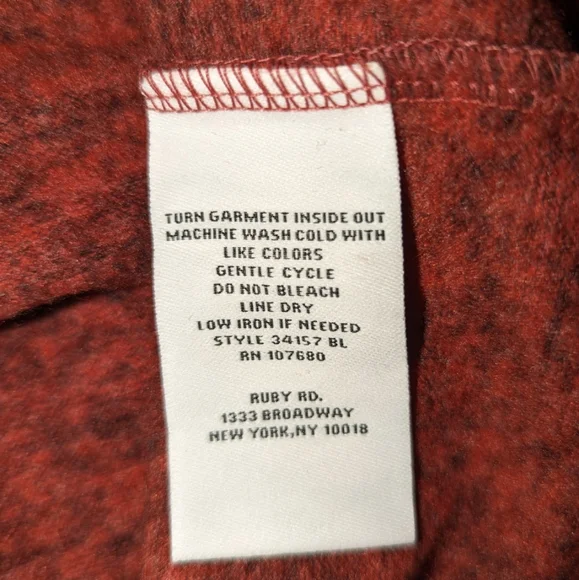 TURN GARMENT INSIDE OUT
MACHINE WASH COLD WITH
LIKE COLORS
GENTLE CYCLE
DO NOT BLEACH
LINE DRY
LOW IRON IF NEEDED
STYLE 34157 BL
RN 107680
RUBY RD.
1333 BROADWAY
NEW YORK,NY 10018